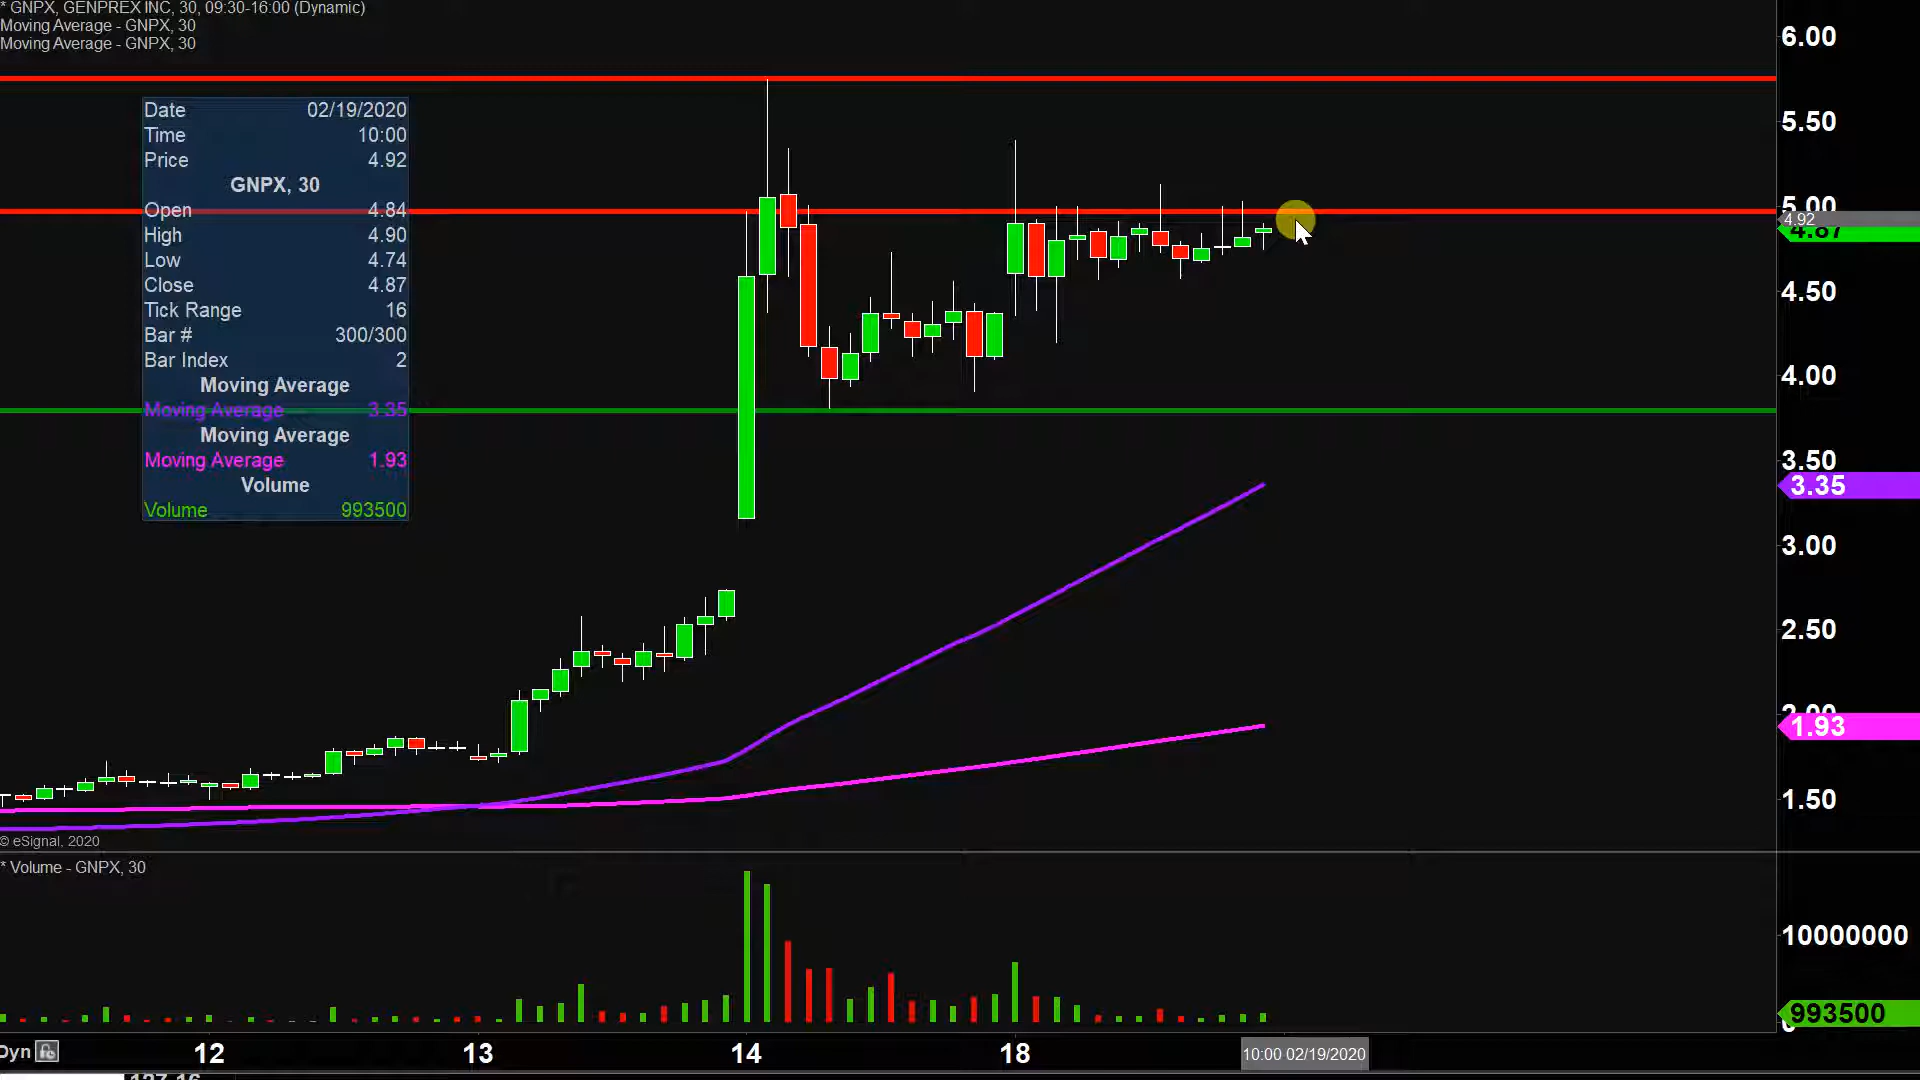 * GNPX, GENPREX INC, 30, 09:30-16:00 (Dynamic)
Moving Average - GNPX, 30
Moving Average - GNPX, 30
Date 02/19/2020
Time 10:00
Price 4.92
GNPX, 30
Open 4.84
High 4.90
Low 4.74
Close 4.87
Tick Range 16
Bar # 300/300
Bar Index 2
Moving Average
Moving Average 3.35
Moving Average
Moving Average 1.93
Volume
Volume 993500
6.00
5.50
5.00
4.92
4.87
4.50
4.00
3.50
3.35
3.00
2.50
2.00
1.93
1.50
© eSignal, 2020
* Volume - GNPX, 30
10000000
993500
0
Dyn
12 13 14 18 10:00 02/19/2020